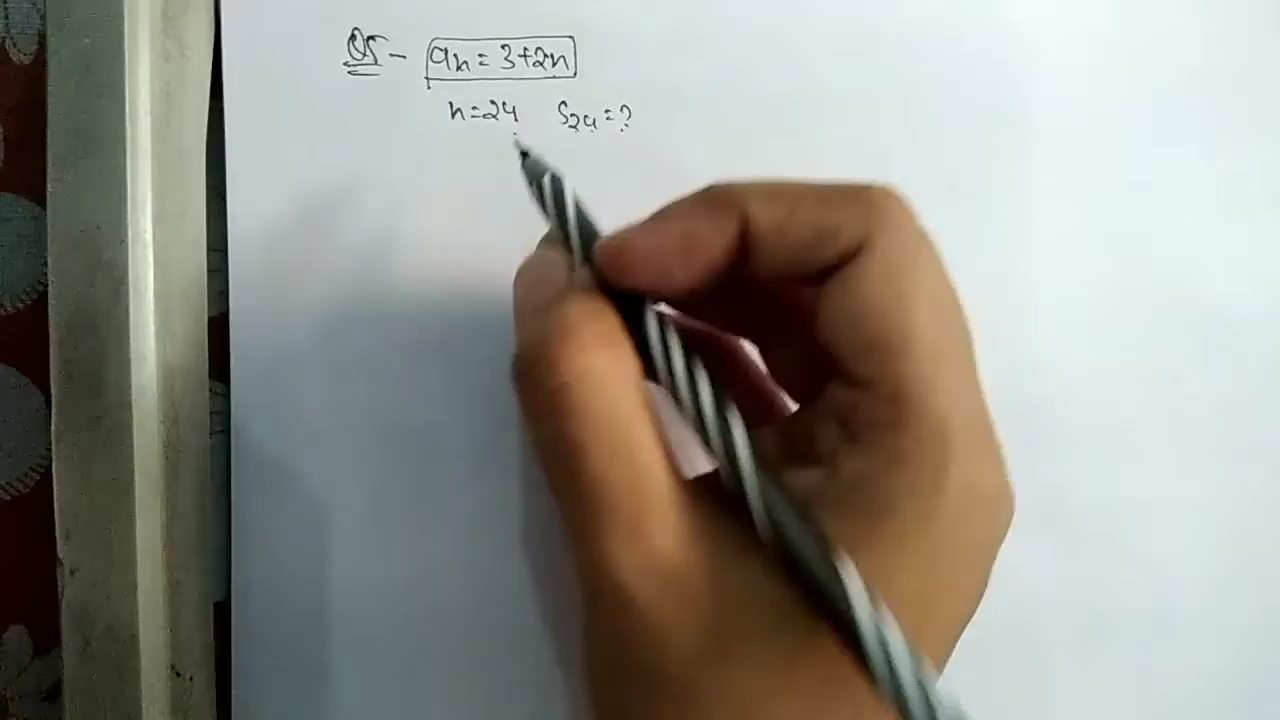 Q5- an = 3+2n
n=24 S24 = ?